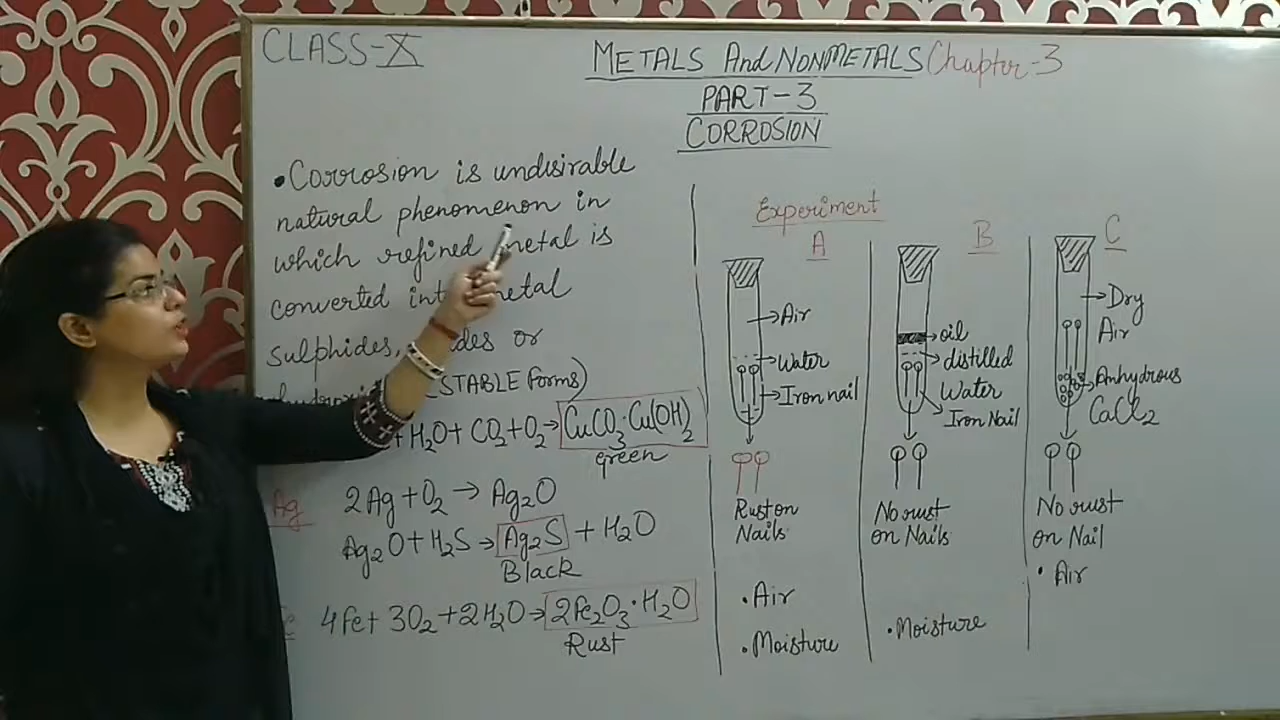 CLASS-X
METALS And NONMETALS Chapter-3
PART-3
CORROSION
•Corrosion is undesirable
natural phenomenon in
which refined metal is
converted metal
sulphides, or
(STABLE forms)
+H₂O+ CO₂+O₂→ CuCO₃·Cu(OH)₂
green
Ag 2Ag+O₂→Ag₂O
Ag₂O+H₂S→Ag₂S+H₂O
Black
4Fe+ 3O₂+2H₂O→2Fe₂O₃·H₂O
Rust
Experiment
A
→Air
→Water
→Iron nail
Rust on
Nails
•Air
•Moisture
B
→oil
→distilled
Water
Iron Nail
No rust
on Nails
•Moisture
C
→Dry
Air
Anhydrous
CaCl₂
No rust
on Nail
•Air